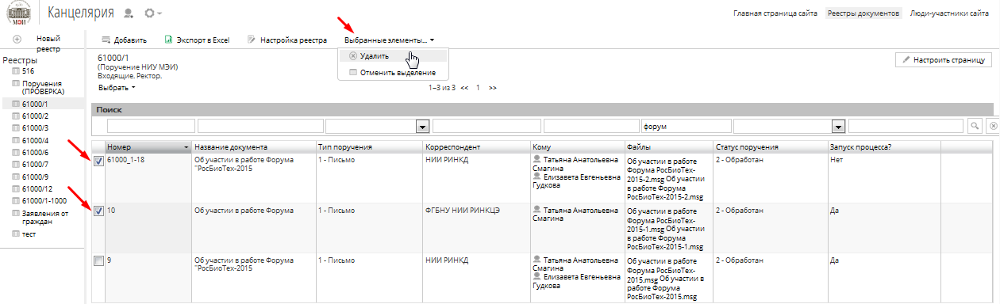 МЭИ
Канцелярия
Главная страница сайта
Реестры документов
Люди-участники сайта
Новый реестр
Добавить
Экспорт в Excel
Настройка реестра
Выбранные элементы...
Удалить
Отменить выделение
Реестры
516
Поручения
(ПРОВЕРКА)
61000/1
61000/2
61000/3
61000/4
61000/6
61000/7
61000/9
61000/12
61000/1-1000
Заявления от
граждан
тест
61000/1
(Поручение НИУ МЭИ)
Входящие. Ректор.
Выбрать
1–3 из 3 << 1 >>
Настроить страницу
Поиск
форум
Номер Название документа Тип поручения Корреспондент Кому Файлы Статус поручения Запуск процесса?
61000_1-18
Об участии в работе Форума
"РосБиоТех-2015
1 - Письмо
НИИ РИНКД
Татьяна Анатольевна
Смагина
Елизавета Евгеньевна
Гудкова
Об участии в работе
Форума РосБиоТех-
2015-2.msg Об участии
в работе Форума
РосБиоТех-2015-2.msg
2 - Обработан
Нет
10
Об участии в работе Форума
1 - Письмо
ФГБНУ НИИ РИНКЦЭ
Татьяна Анатольевна
Смагина
Об участии в работе
Форума РосБиоТех-
2015-1.msg Об участии
в работе Форума
РосБиоТех-2015-1.msg
2 - Обработан
Да
9
Об участии в работе Форума
"РосБиоТех-2015
1 - Письмо
НИИ РИНКД
Татьяна Анатольевна
Смагина
Елизавета Евгеньевна
Гудкова
Об участии в работе
Форума РосБиоТех-
2015.msg Об участии в
работе Форума
РосБиоТех-2015.msg
2 - Обработан
Да